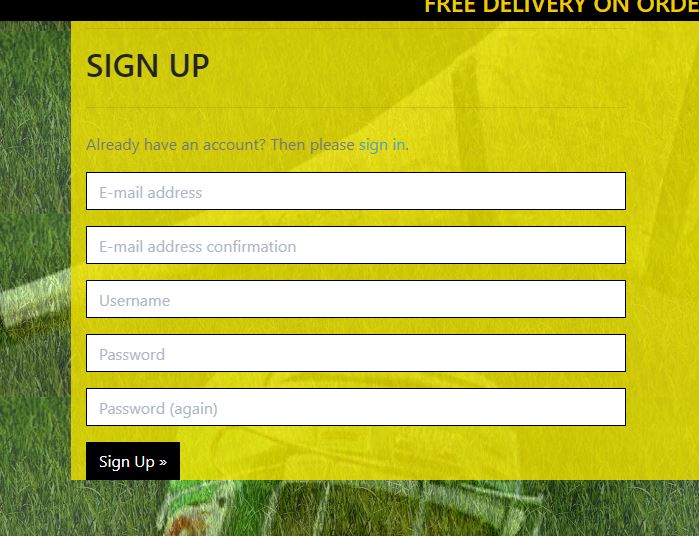 FREE DELIVERY ON ORDE
SIGN UP
Already have an account? Then please sign in.
E-mail address
E-mail address confirmation
Username
Password
Password (again)
Sign Up »